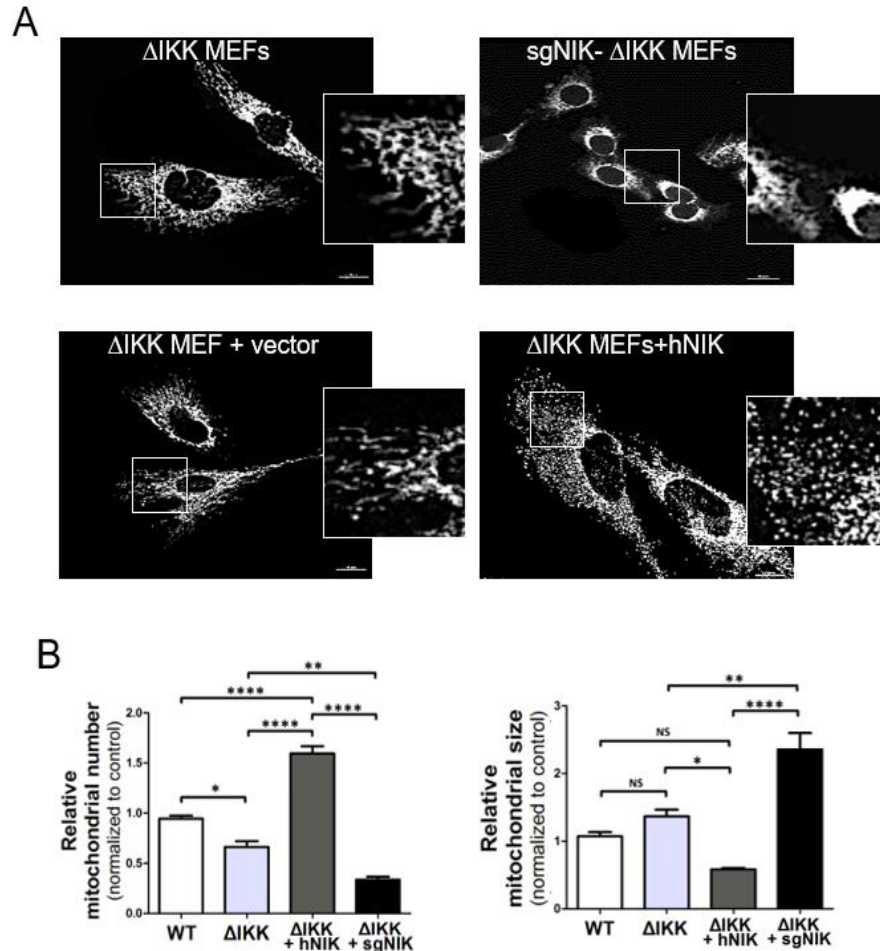 A
ΔIKK MEFs
sgNIK- ΔIKK MEFs
ΔIKK MEF + vector
ΔIKK MEFs+hNIK
B
Relative
mitochondrial number
(normalized to control)
2.0
1.5
1.0
0.5
0.0
**
****
****
****
*
WT
ΔIKK
ΔIKK
+ hNIK
ΔIKK
+ sgNIK
Relative
mitochondrial size
(normalized to control)
3
2
1
0
**
****
NS
*
NS
WT
ΔIKK
ΔIKK
+ hNIK
ΔIKK
+ sgNIK